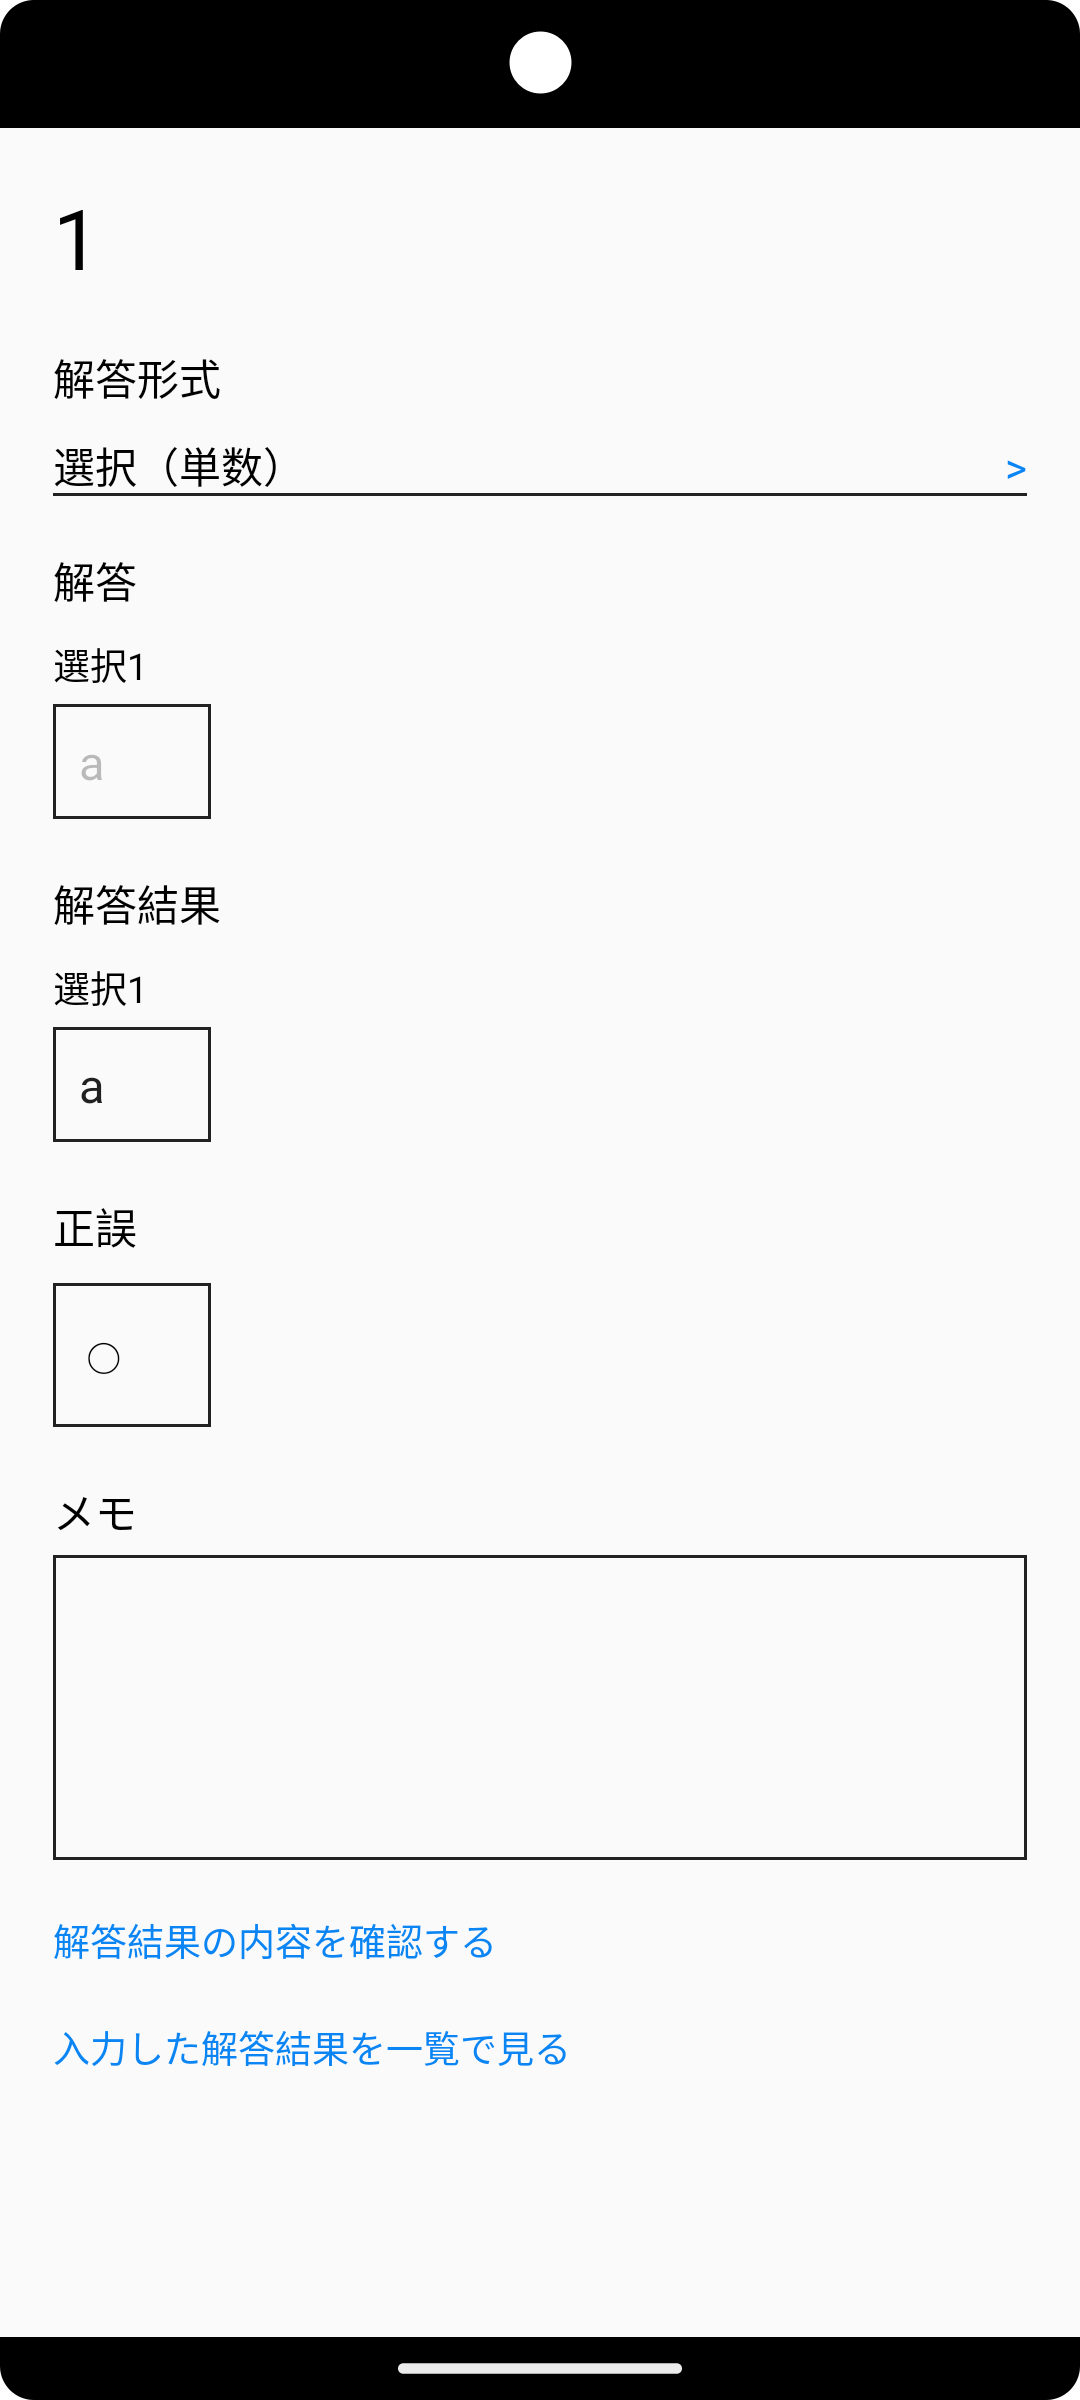 1
解答形式
選択（単数）
>
解答
選択1
a
解答結果
選択1
a
正誤
○
メモ
解答結果の内容を確認する
入力した解答結果を一覧で見る